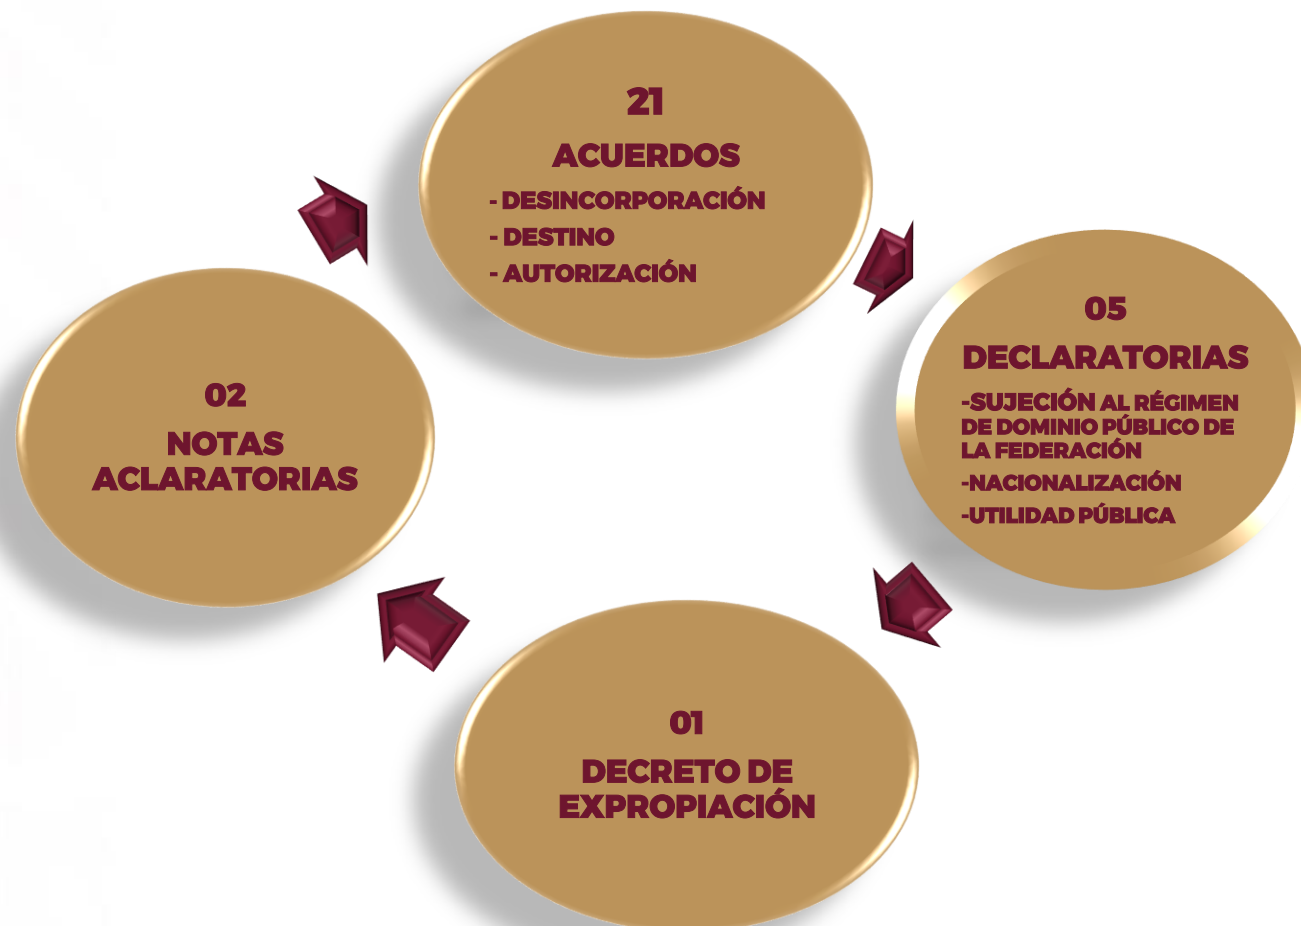 21
ACUERDOS
- DESINCORPORACIÓN
- DESTINO
- AUTORIZACIÓN
05
DECLARATORIAS
-SUJECIÓN AL RÉGIMEN
DE DOMINIO PÚBLICO DE
LA FEDERACIÓN
-NACIONALIZACIÓN
-UTILIDAD PÚBLICA
01
DECRETO DE
EXPROPIACIÓN
02
NOTAS
ACLARATORIAS